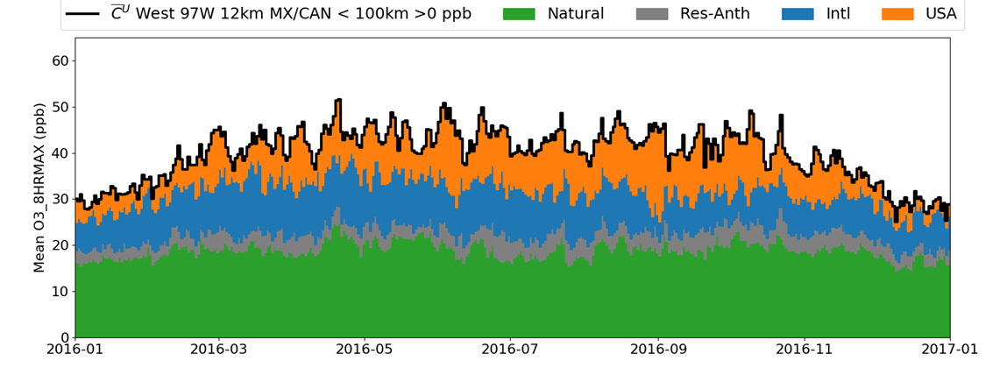 C̅ᵁ West 97W 12km MX/CAN < 100km >0 ppb Natural Res-Anth Intl USA
Mean O3_8HRMAX (ppb)
60
50
40
30
20
10
0
2016-01 2016-03 2016-05 2016-07 2016-09 2016-11 2017-01